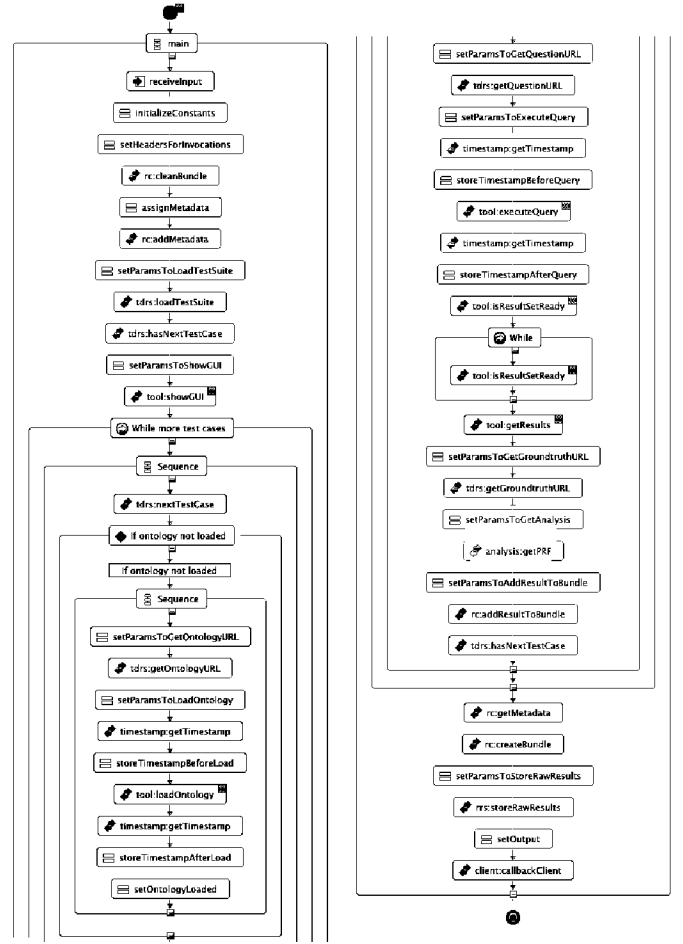 main
receiveInput
initializeConstants
setHeadersForInvocations
rc:cleanBundle
assignMetadata
rc:addMetadata
setParamsToLoadTestSuite
tdrs:loadTestSuite
tdrs:hasNextTestCase
setParamsToShowGUI
tool:showGUI
While more test cases
Sequence
tdrs:nextTestCase
If ontology not loaded
If ontology not loaded
Sequence
setParamsToGetOntologyURL
tdrs:getOntologyURL
setParamsToLoadOntology
timestamp:getTimestamp
storeTimestampBeforeLoad
tool:loadOntology
timestamp:getTimestamp
storeTimestampAfterLoad
setOntologyLoaded
setParamsToGetQuestionURL
tdrs:getQuestionURL
setParamsToExecuteQuery
timestamp:getTimestamp
storeTimestampBeforeQuery
tool:executeQuery
timestamp:getTimestamp
storeTimestampAfterQuery
tool:isResultSetReady
While
tool:isResultSetReady
tool:getResults
setParamsToGetGroundtruthURL
tdrs:getGroundtruthURL
setParamsToGetAnalysis
analysis:getPRF
setParamsToAddResultToBundle
rc:addResultToBundle
tdrs:hasNextTestCase
rc:getMetadata
rc:createBundle
setParamsToStoreRawResults
rrs:storeRawResults
setOutput
client:callbackClient